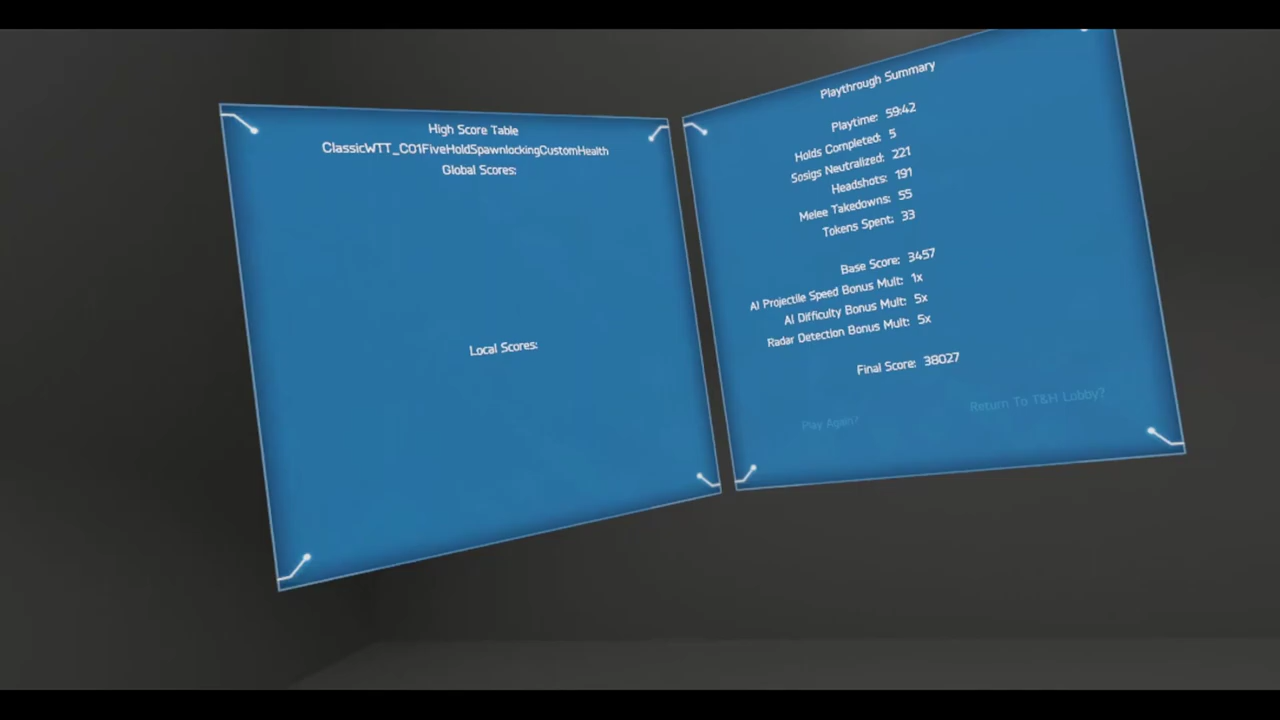 High Score Table
ClassicWTT_C01FiveHoldSpawnlockingCustomHealth
Global Scores:
Local Scores:
Playthrough Summary
Playtime: 59:42
Holds Completed: 5
Sosigs Neutralized: 221
Headshots: 191
Melee Takedowns: 55
Tokens Spent: 33
Base Score: 3457
AI Projectile Speed Bonus Mult: 1x
AI Difficulty Bonus Mult: 5x
Radar Detection Bonus Mult: 5x
Final Score: 38027
Play Again?
Return To T&H Lobby?